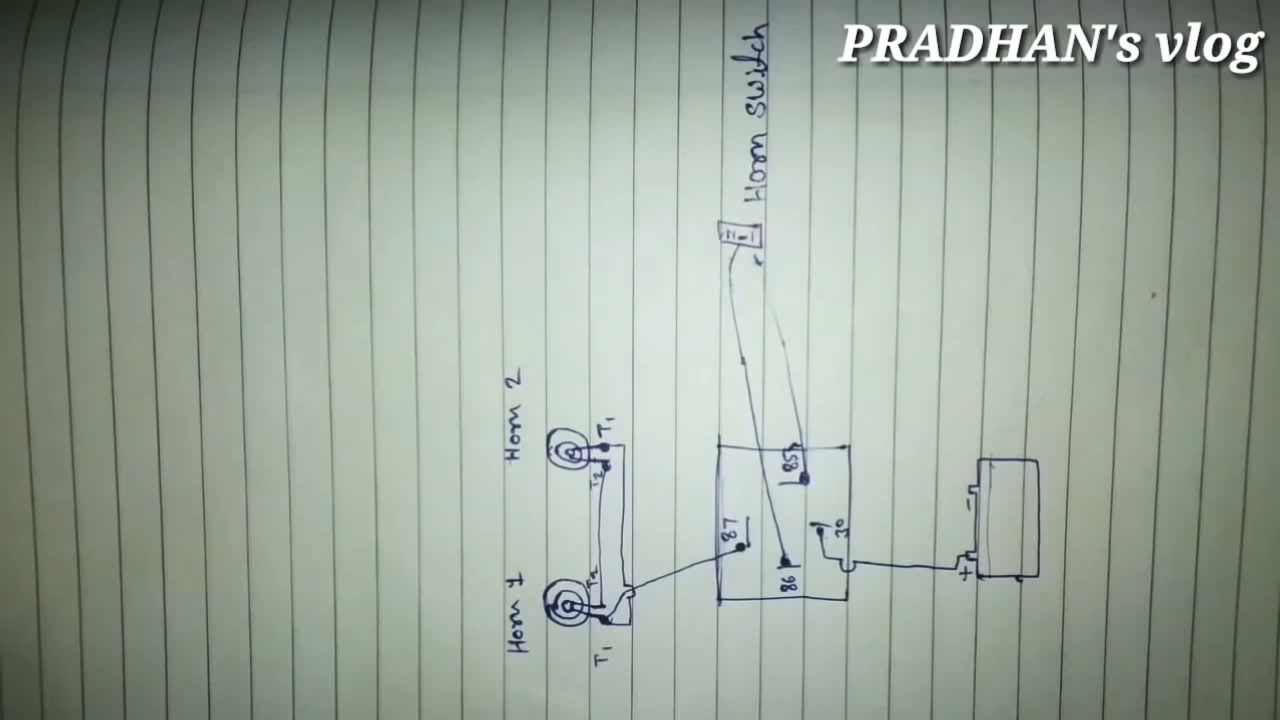 PRADHAN's vlog
Horn Switch
Horn 2
T1
T2
Horn 1
T2
T1
87
85
86
30
-
+